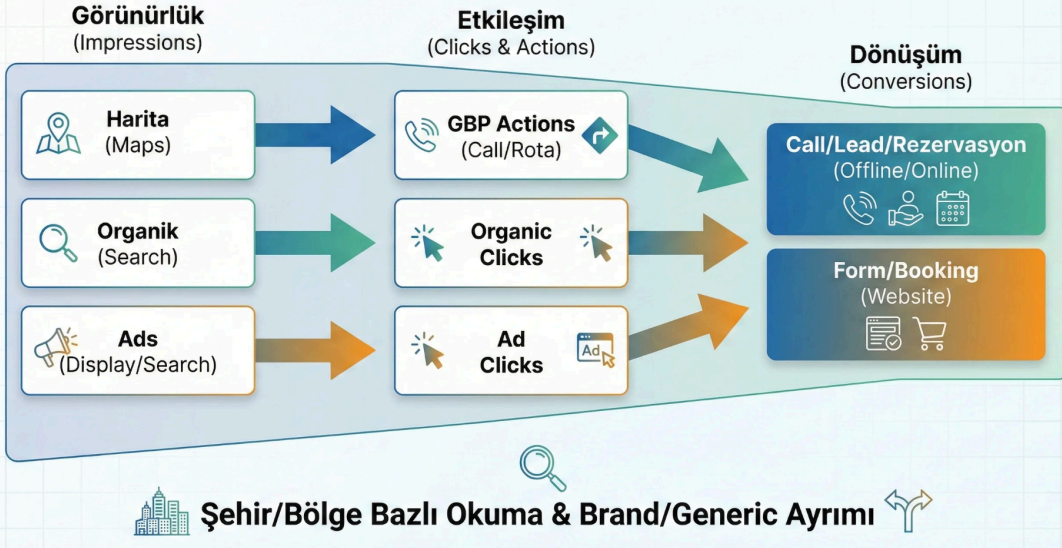 Görünürlük
(Impressions)
Etkileşim
(Clicks & Actions)
Dönüşüm
(Conversions)
Harita
(Maps)
GBP Actions
(Call/Rota)
Call/Lead/Rezervasyon
(Offline/Online)
Organik
(Search)
Organic
Clicks
Form/Booking
(Website)
Ads
(Display/Search)
Ad
Clicks
Ad
Şehir/Bölge Bazlı Okuma & Brand/Generic Ayrımı